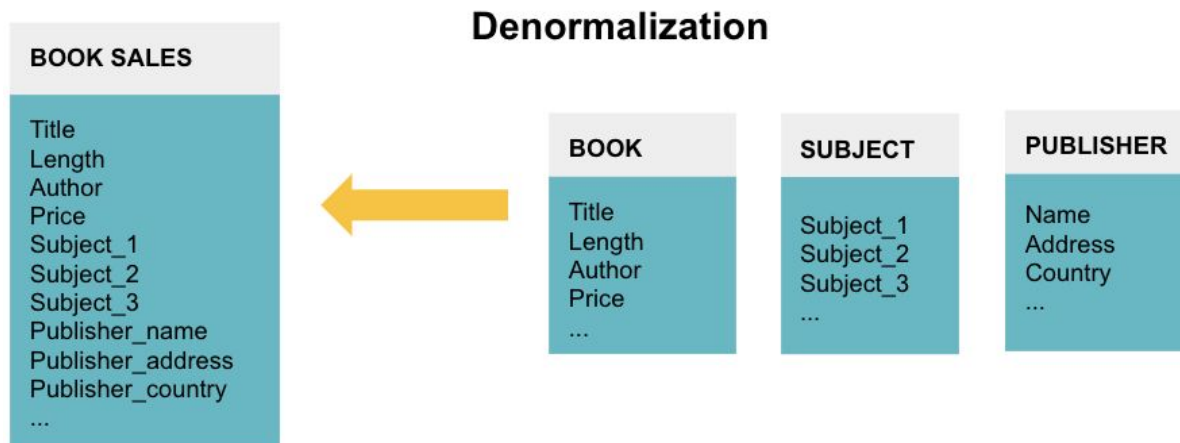 Denormalization
BOOK SALES
Title
Length
Author
Price
Subject_1
Subject_2
Subject_3
Publisher_name
Publisher_address
Publisher_country
...
BOOK
Title
Length
Author
Price
...
SUBJECT
Subject_1
Subject_2
Subject_3
...
PUBLISHER
Name
Address
Country
...